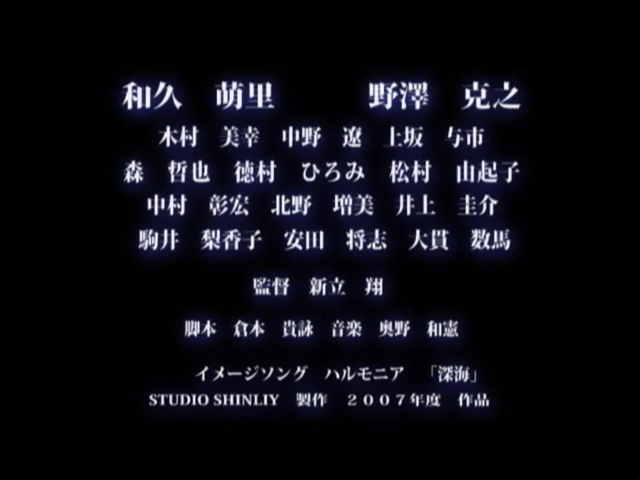 和久　萌里　　　野澤　克之
木村　美幸　中野　遼　上坂　与市
森　哲也　徳村　ひろみ　松村　由起子
中村　彰宏　北野　増美　井上　圭介
駒井　梨香子　安田　将志　大貫　数馬
監督　新立　翔
脚本　倉本　貴詠　音楽　奥野　和憲
イメージソング　ハルモニア　「深海」
STUDIO SHINLIY　製作　２００７年度　作品